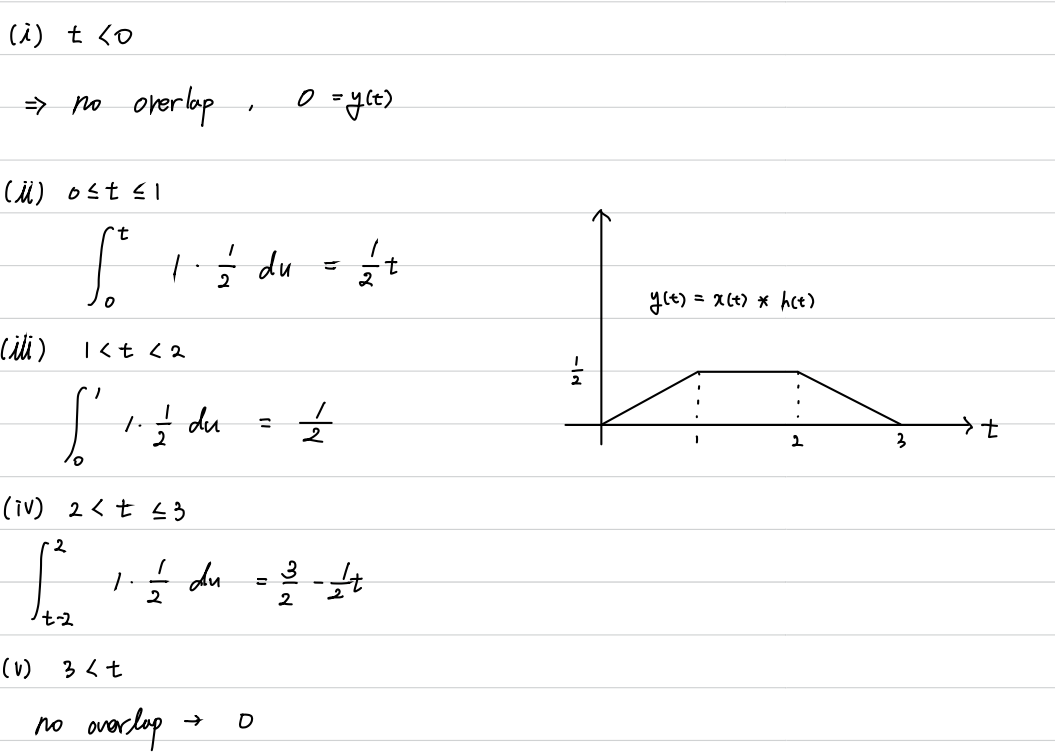 (i) t < 0
⇒ no overlap , 0 = y(t)
(ii) 0 ≤ t ≤ 1
∫_0^t 1 · 1/2 du = 1/2 t
(iii) 1 < t < 2
∫_0^1 1 · 1/2 du = 1/2
(iv) 2 < t ≤ 3
∫_{t-2}^2 1 · 1/2 du = 3/2 - 1/2 t
(v) 3 < t
no overlap → 0
y(t) = x(t) * h(t)
1/2
1 2 3 t